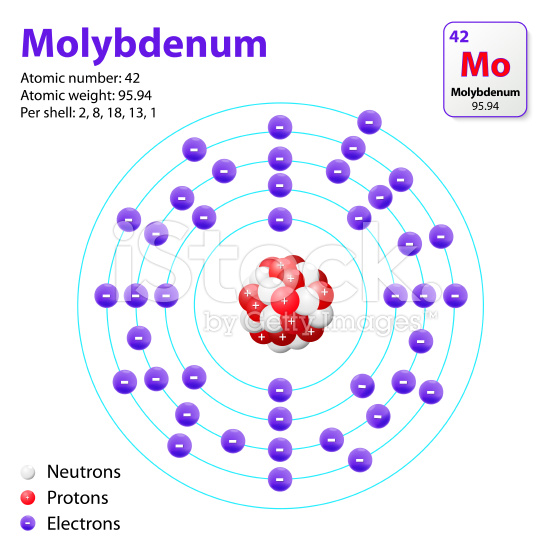 Molybdenum
Atomic number: 42
Atomic weight: 95.94
Per shell: 2, 8, 18, 13, 1
42
Mo
Molybdenum
95.94
iStock
by Getty Images™
Neutrons
Protons
Electrons